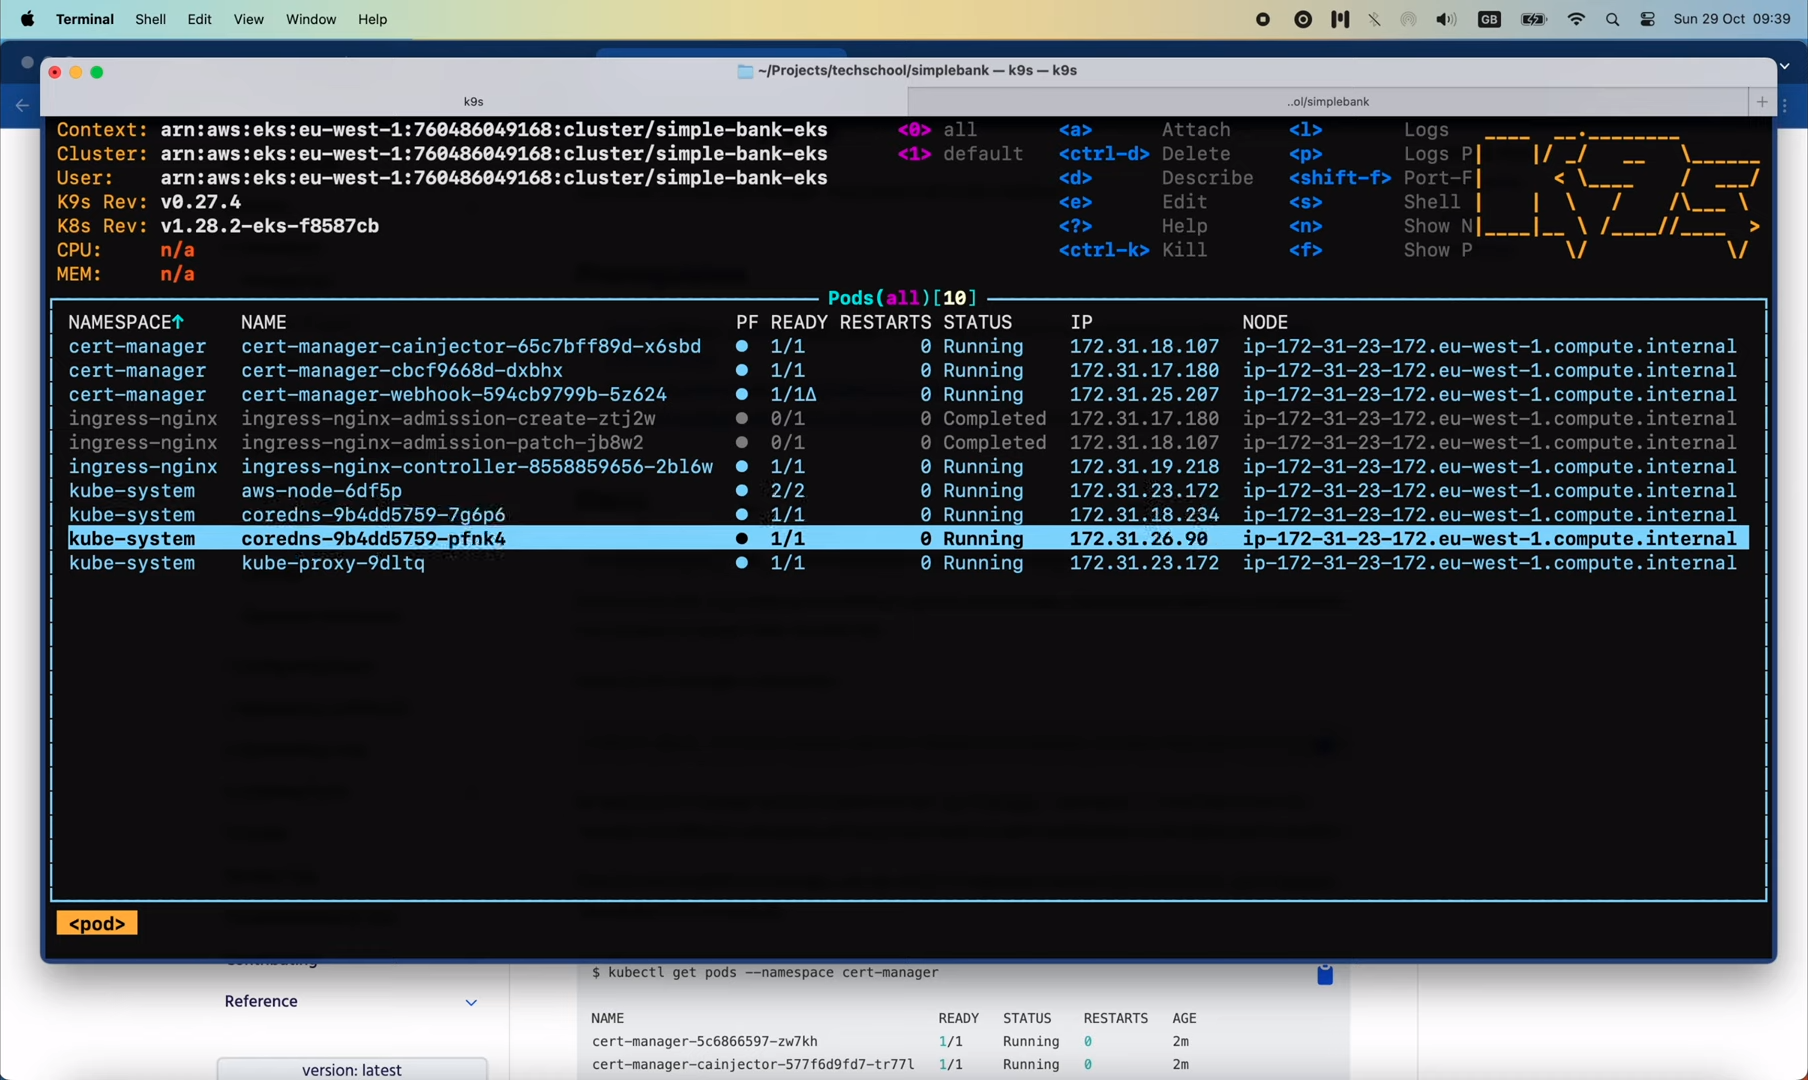 Terminal Shell Edit View Window Help GB Sun 29 Oct 09:39
~/Projects/techschool/simplebank — k9s — k9s
k9s ..ol/simplebank
Context: arn:aws:eks:eu-west-1:760486049168:cluster/simple-bank-eks <0> all <a> Attach <l> Logs
Cluster: arn:aws:eks:eu-west-1:760486049168:cluster/simple-bank-eks <1> default <ctrl-d> Delete <p> Logs P
User: arn:aws:eks:eu-west-1:760486049168:cluster/simple-bank-eks <d> Describe <shift-f> Port-F
K9s Rev: v0.27.4 <e> Edit <s> Shell
K8s Rev: v1.28.2-eks-f8587cb <?> Help <n> Show N
CPU: n/a <ctrl-k> Kill <f> Show P
MEM: n/a
Pods(all)[10]
NAMESPACE↑ NAME PF READY RESTARTS STATUS IP NODE
cert-manager cert-manager-cainjector-65c7bff89d-x6sbd ● 1/1 0 Running 172.31.18.107 ip-172-31-23-172.eu-west-1.compute.internal
cert-manager cert-manager-cbcf9668d-dxbhx ● 1/1 0 Running 172.31.17.180 ip-172-31-23-172.eu-west-1.compute.internal
cert-manager cert-manager-webhook-594cb9799b-5z624 ● 1/1Δ 0 Running 172.31.25.207 ip-172-31-23-172.eu-west-1.compute.internal
ingress-nginx ingress-nginx-admission-create-ztj2w ● 0/1 0 Completed 172.31.17.180 ip-172-31-23-172.eu-west-1.compute.internal
ingress-nginx ingress-nginx-admission-patch-jb8w2 ● 0/1 0 Completed 172.31.18.107 ip-172-31-23-172.eu-west-1.compute.internal
ingress-nginx ingress-nginx-controller-8558859656-2bl6w ● 1/1 0 Running 172.31.19.218 ip-172-31-23-172.eu-west-1.compute.internal
kube-system aws-node-6df5p ● 2/2 0 Running 172.31.23.172 ip-172-31-23-172.eu-west-1.compute.internal
kube-system coredns-9b4dd5759-7g6p6 ● 1/1 0 Running 172.31.18.234 ip-172-31-23-172.eu-west-1.compute.internal
kube-system coredns-9b4dd5759-pfnk4 ● 1/1 0 Running 172.31.26.90 ip-172-31-23-172.eu-west-1.compute.internal
kube-system kube-proxy-9dltq ● 1/1 0 Running 172.31.23.172 ip-172-31-23-172.eu-west-1.compute.internal
<pod>
$ kubectl get pods --namespace cert-manager
Reference
NAME READY STATUS RESTARTS AGE
cert-manager-5c6866597-zw7kh 1/1 Running 0 2m
cert-manager-cainjector-577f6d9fd7-tr77l 1/1 Running 0 2m
version: latest